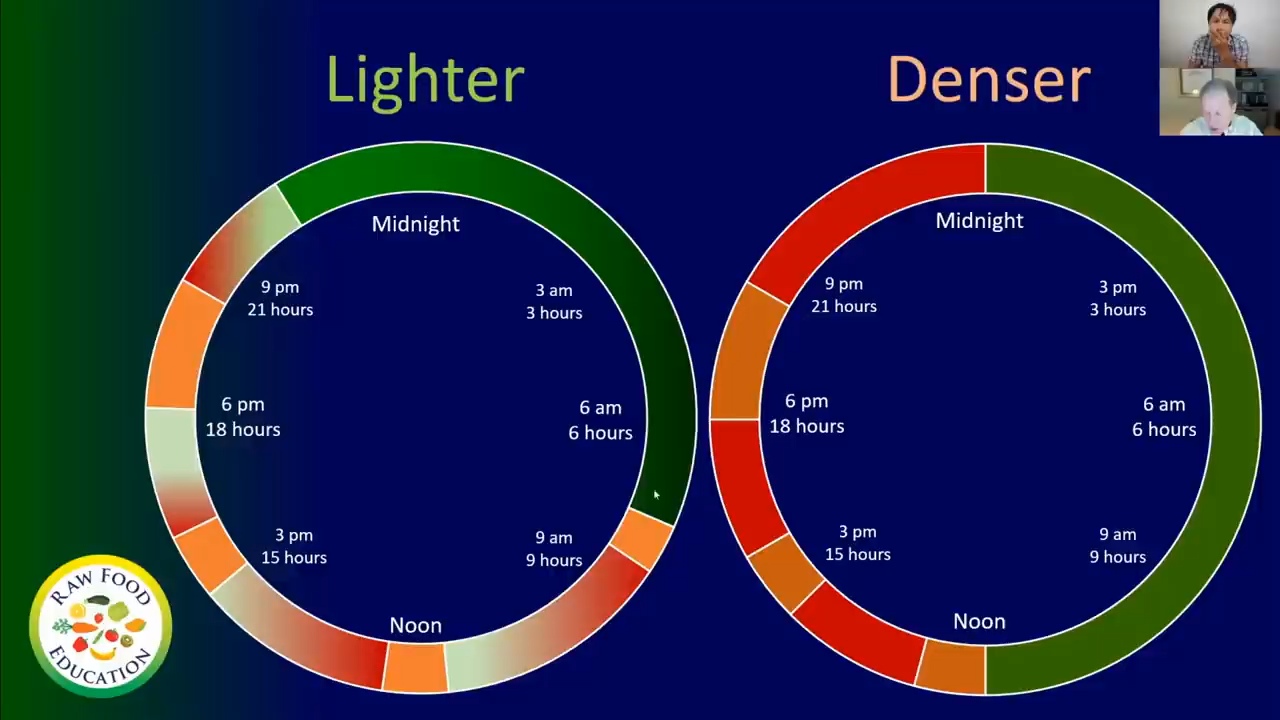 Lighter
Midnight
9 pm
21 hours
3 am
3 hours
6 pm
18 hours
6 am
6 hours
3 pm
15 hours
9 am
9 hours
Noon
Denser
Midnight
9 pm
21 hours
3 pm
3 hours
6 pm
18 hours
6 am
6 hours
3 pm
15 hours
9 am
9 hours
Noon
RAW FOOD
EDUCATION